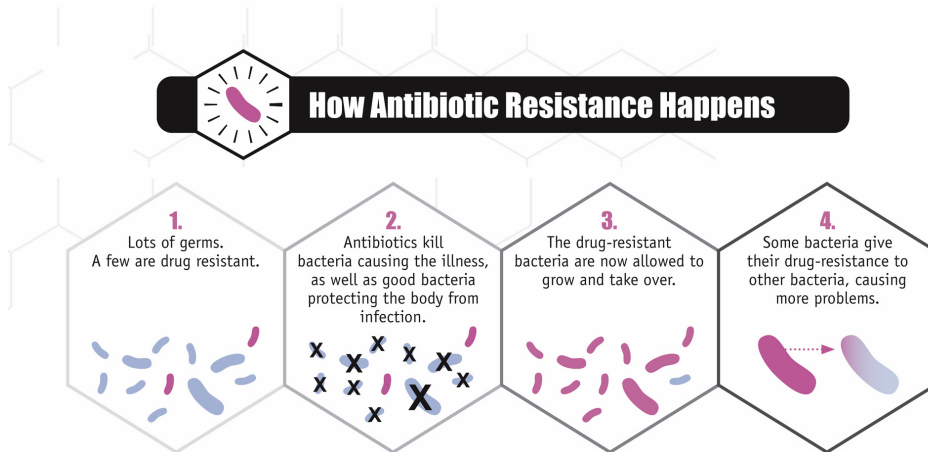 How Antibiotic Resistance Happens
1.
Lots of germs.
A few are drug resistant.
2.
Antibiotics kill
bacteria causing the illness,
as well as good bacteria
protecting the body from
infection.
3.
The drug-resistant
bacteria are now allowed to
grow and take over.
4.
Some bacteria give
their drug-resistance to
other bacteria, causing
more problems.